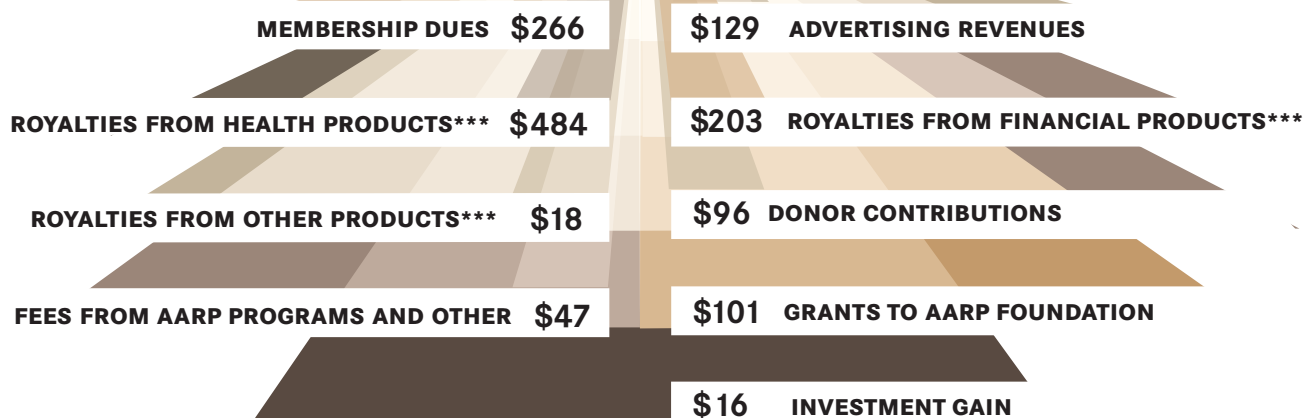 MEMBERSHIP DUES $266
$129 ADVERTISING REVENUES
ROYALTIES FROM HEALTH PRODUCTS*** $484
$203 ROYALTIES FROM FINANCIAL PRODUCTS***
ROYALTIES FROM OTHER PRODUCTS*** $18
$96 DONOR CONTRIBUTIONS
FEES FROM AARP PROGRAMS AND OTHER $47
$101 GRANTS TO AARP FOUNDATION
$16 INVESTMENT GAIN